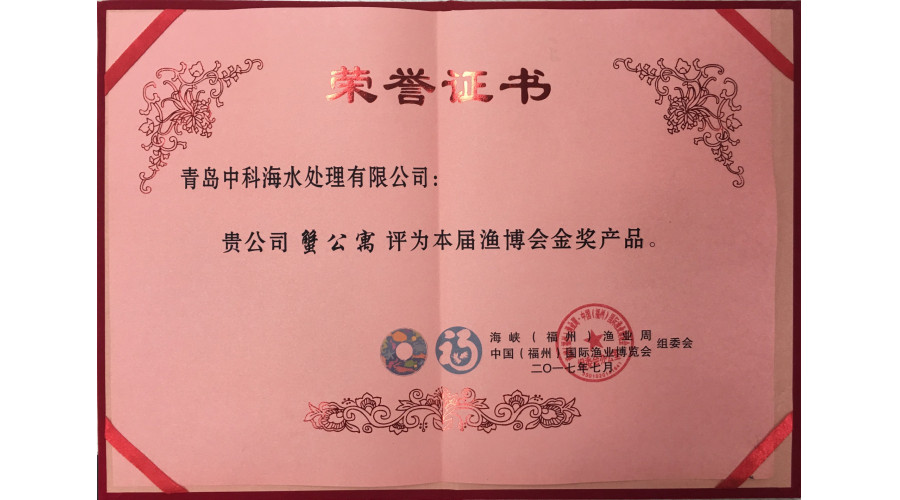 荣誉证书
青岛中科海水处理有限公司：
贵公司 蟹公寓 评为本届渔博会金奖产品。
海峡（福州）渔业周
中国（福州）国际渔业博览会 组委会
二〇一七年七月